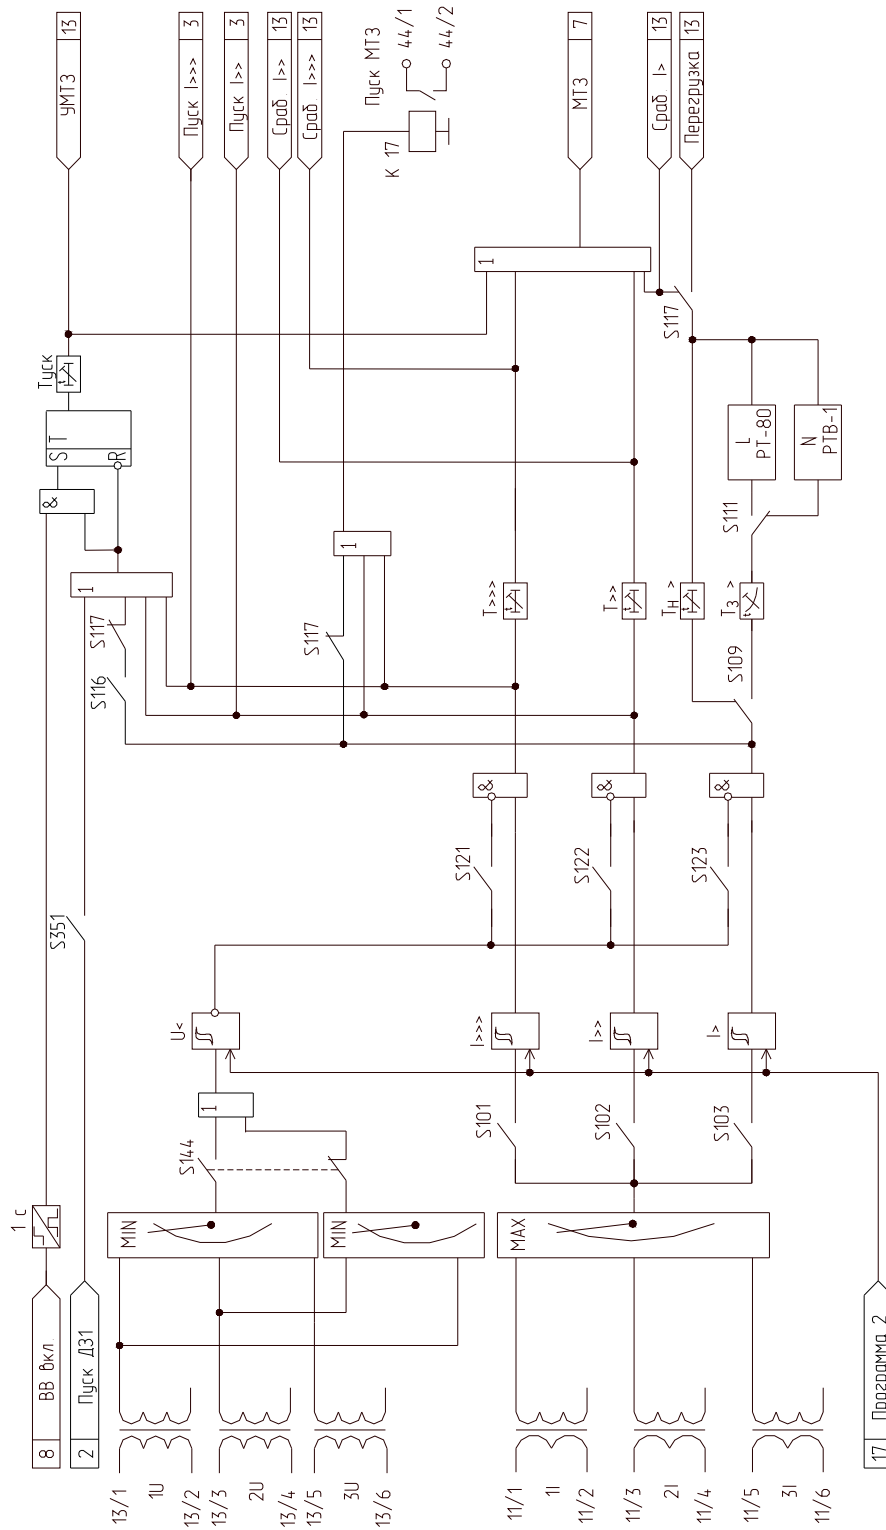 УМТЗ 13
Пуск I>>> 3
Пуск I>> 3
Сраб. I>> 13
Сраб I>>> 13
Пуск МТЗ
44/1
44/2
К 17
МТЗ 7
Сраб. I> 13
Перегрузка 13
1
S117
Туск
S T
R
&
1
1
S117
S116
S117
L
РТ-80
N
РТВ-1
S111
T>>>
T>>
Tн >
Tз >
S109
&
&
&
S121
S122
S123
S351
U<
I>>>
I>>
I>
1
S144
S101
S102
S103
1 с
MIN
MIN
MAX
8 ВВ вкл.
2 Пуск ДЗ1
17 Программа 2
13/1
1U
13/2
13/3
2U
13/4
13/5
3U
13/6
11/1
1I
11/2
11/3
2I
11/4
11/5
3I
11/6